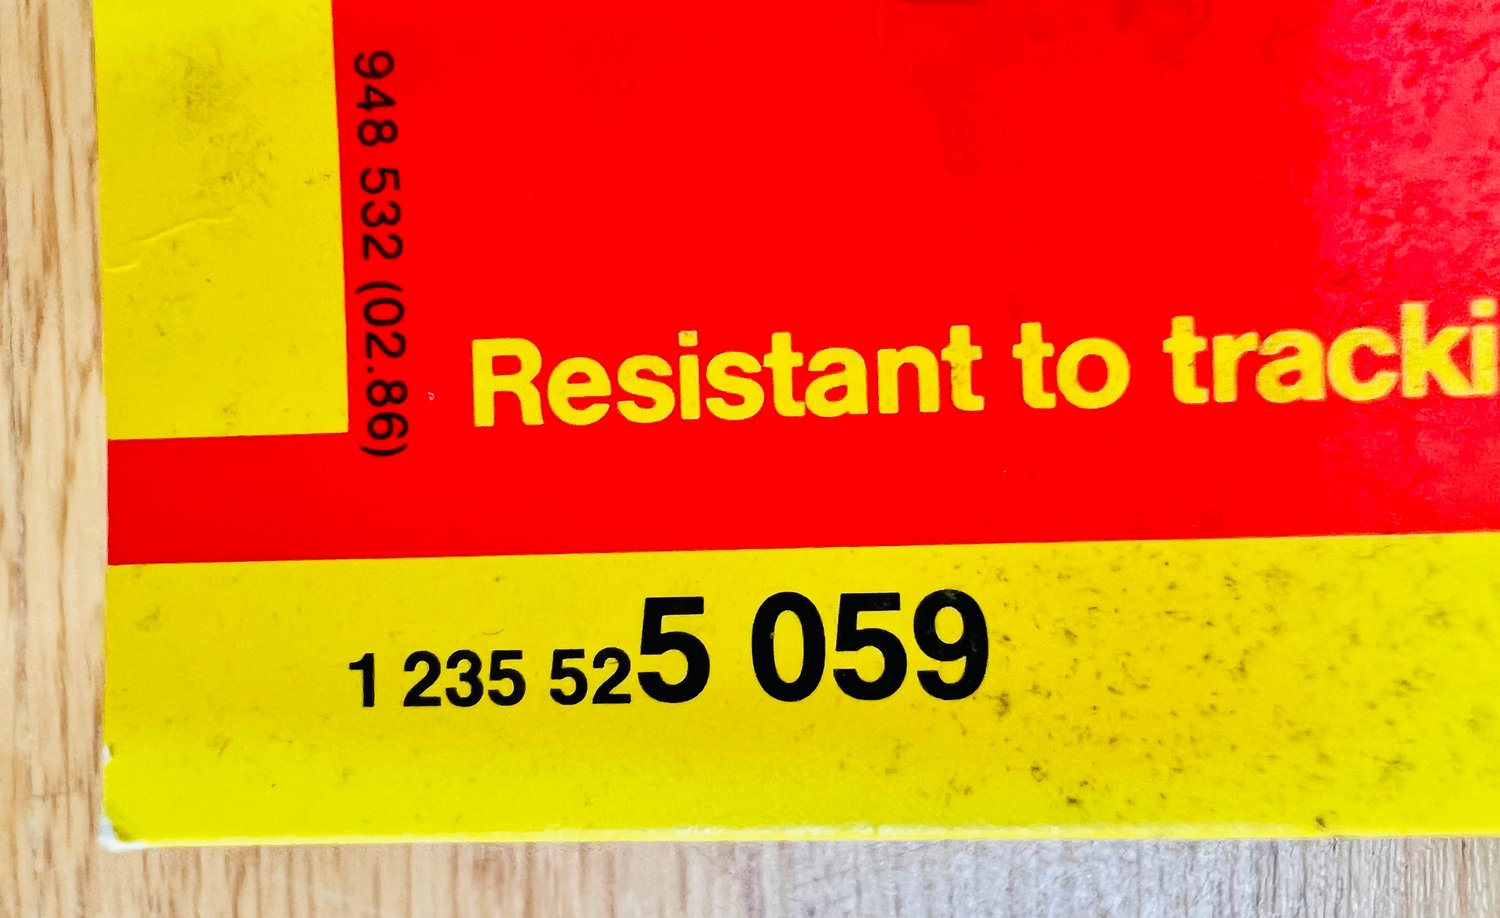 948 532 (02.86)
Resistant to tracki
1 235 525 059